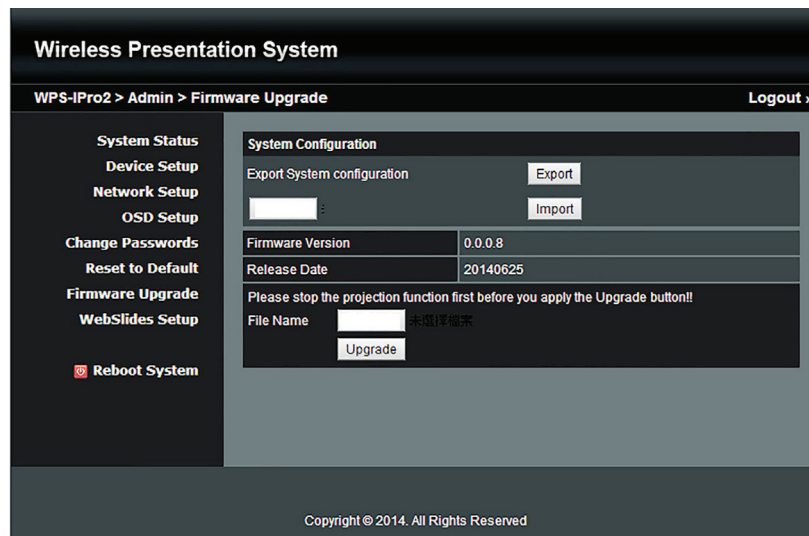 Wireless Presentation System
WPS-IPro2 > Admin > Firmware Upgrade
Logout »
System Status
Device Setup
Network Setup
OSD Setup
Change Passwords
Reset to Default
Firmware Upgrade
WebSlides Setup
Reboot System
System Configuration
Export System configuration Export
Import
Firmware Version 0.0.0.8
Release Date 20140625
Please stop the projection function first before you apply the Upgrade button!!
File Name 未選擇檔案
Upgrade
Copyright © 2014. All Rights Reserved